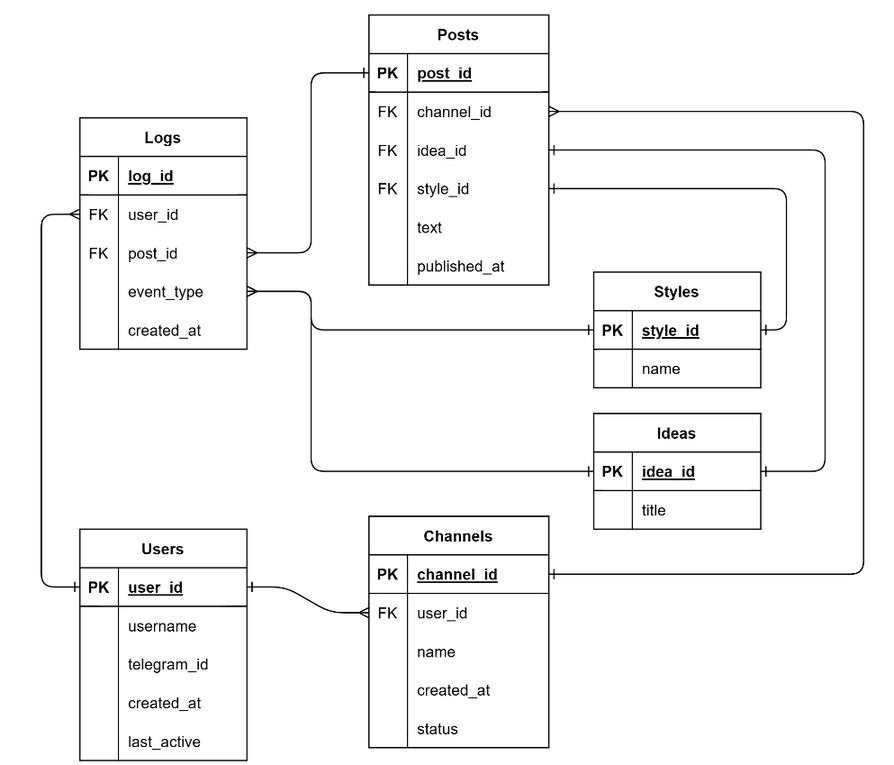 Posts
PK post_id
FK channel_id
FK idea_id
FK style_id
text
published_at
Logs
PK log_id
FK user_id
FK post_id
event_type
created_at
Styles
PK style_id
name
Ideas
PK idea_id
title
Users
PK user_id
username
telegram_id
created_at
last_active
Channels
PK channel_id
FK user_id
name
created_at
status